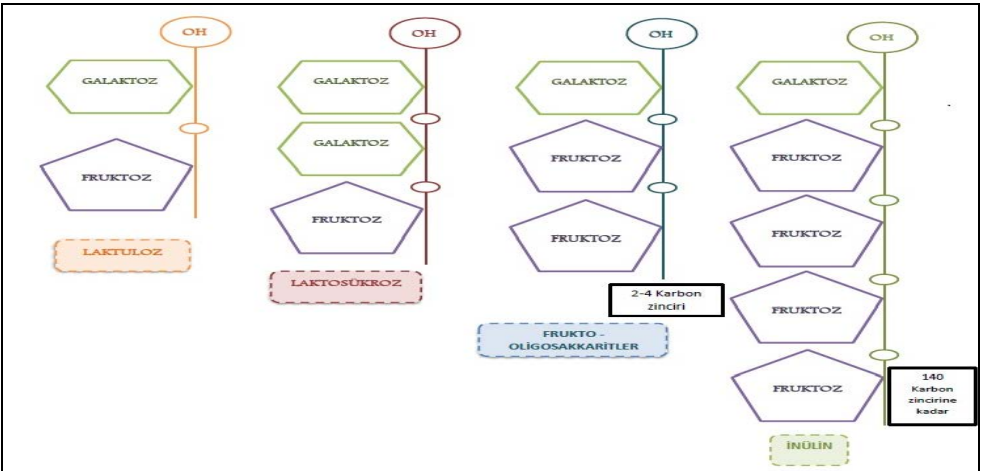 OH
GALAKTOZ
FRUKTOZ
LAKTULOZ
OH
GALAKTOZ
GALAKTOZ
FRUKTOZ
LAKTOSÜKROZ
OH
GALAKTOZ
FRUKTOZ
FRUKTOZ
2-4 Karbon
zinciri
FRUKTO -
OLİGOSAKKARİTLER
OH
GALAKTOZ
FRUKTOZ
FRUKTOZ
FRUKTOZ
FRUKTOZ
140
Karbon
zincirine
kadar
İNÜLİN